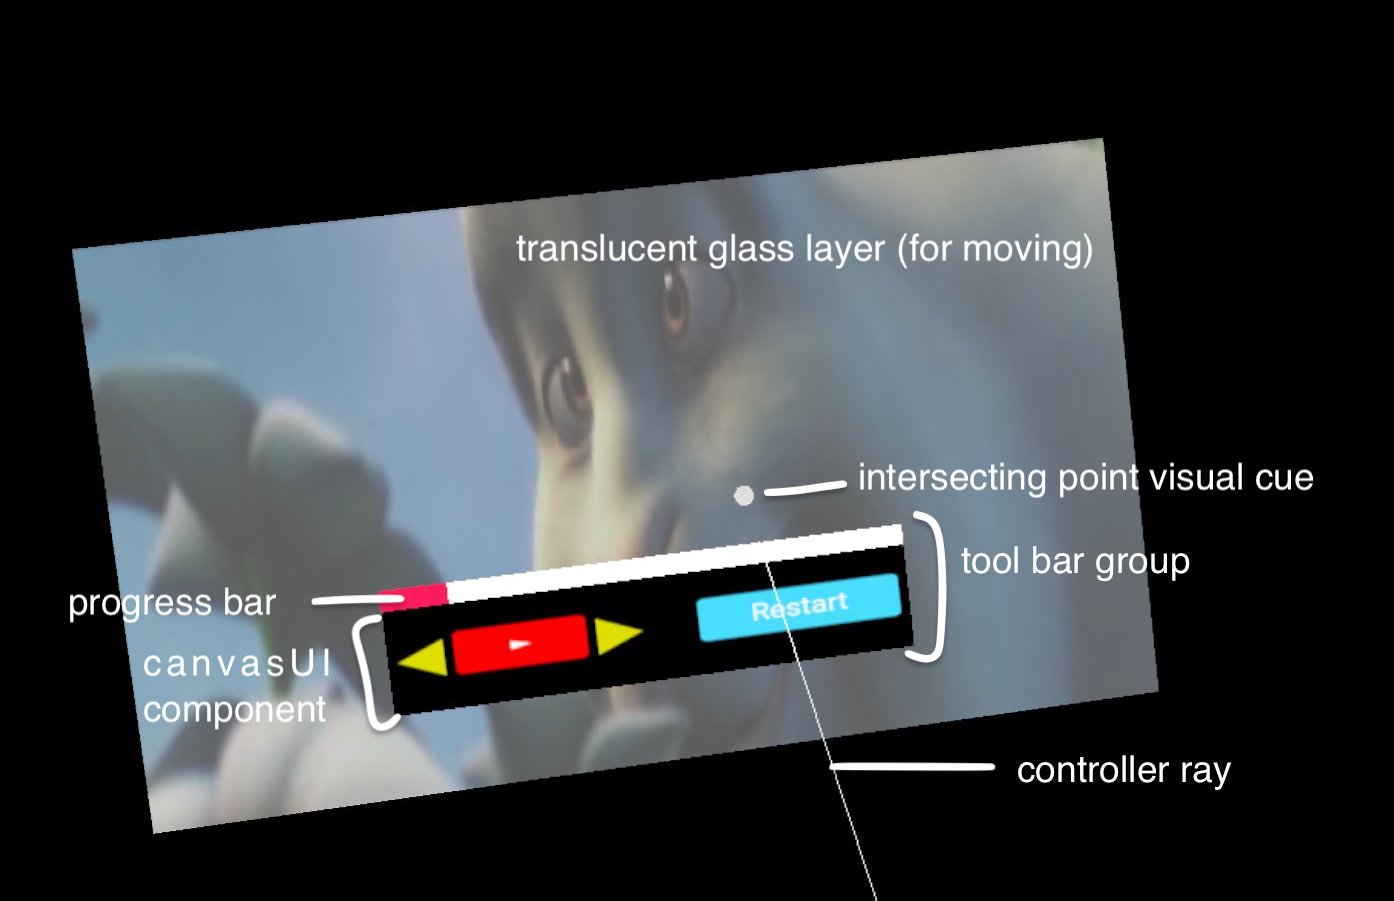 translucent glass layer (for moving)
intersecting point visual cue
tool bar group
progress bar
canvasUI
component
Restart
controller ray